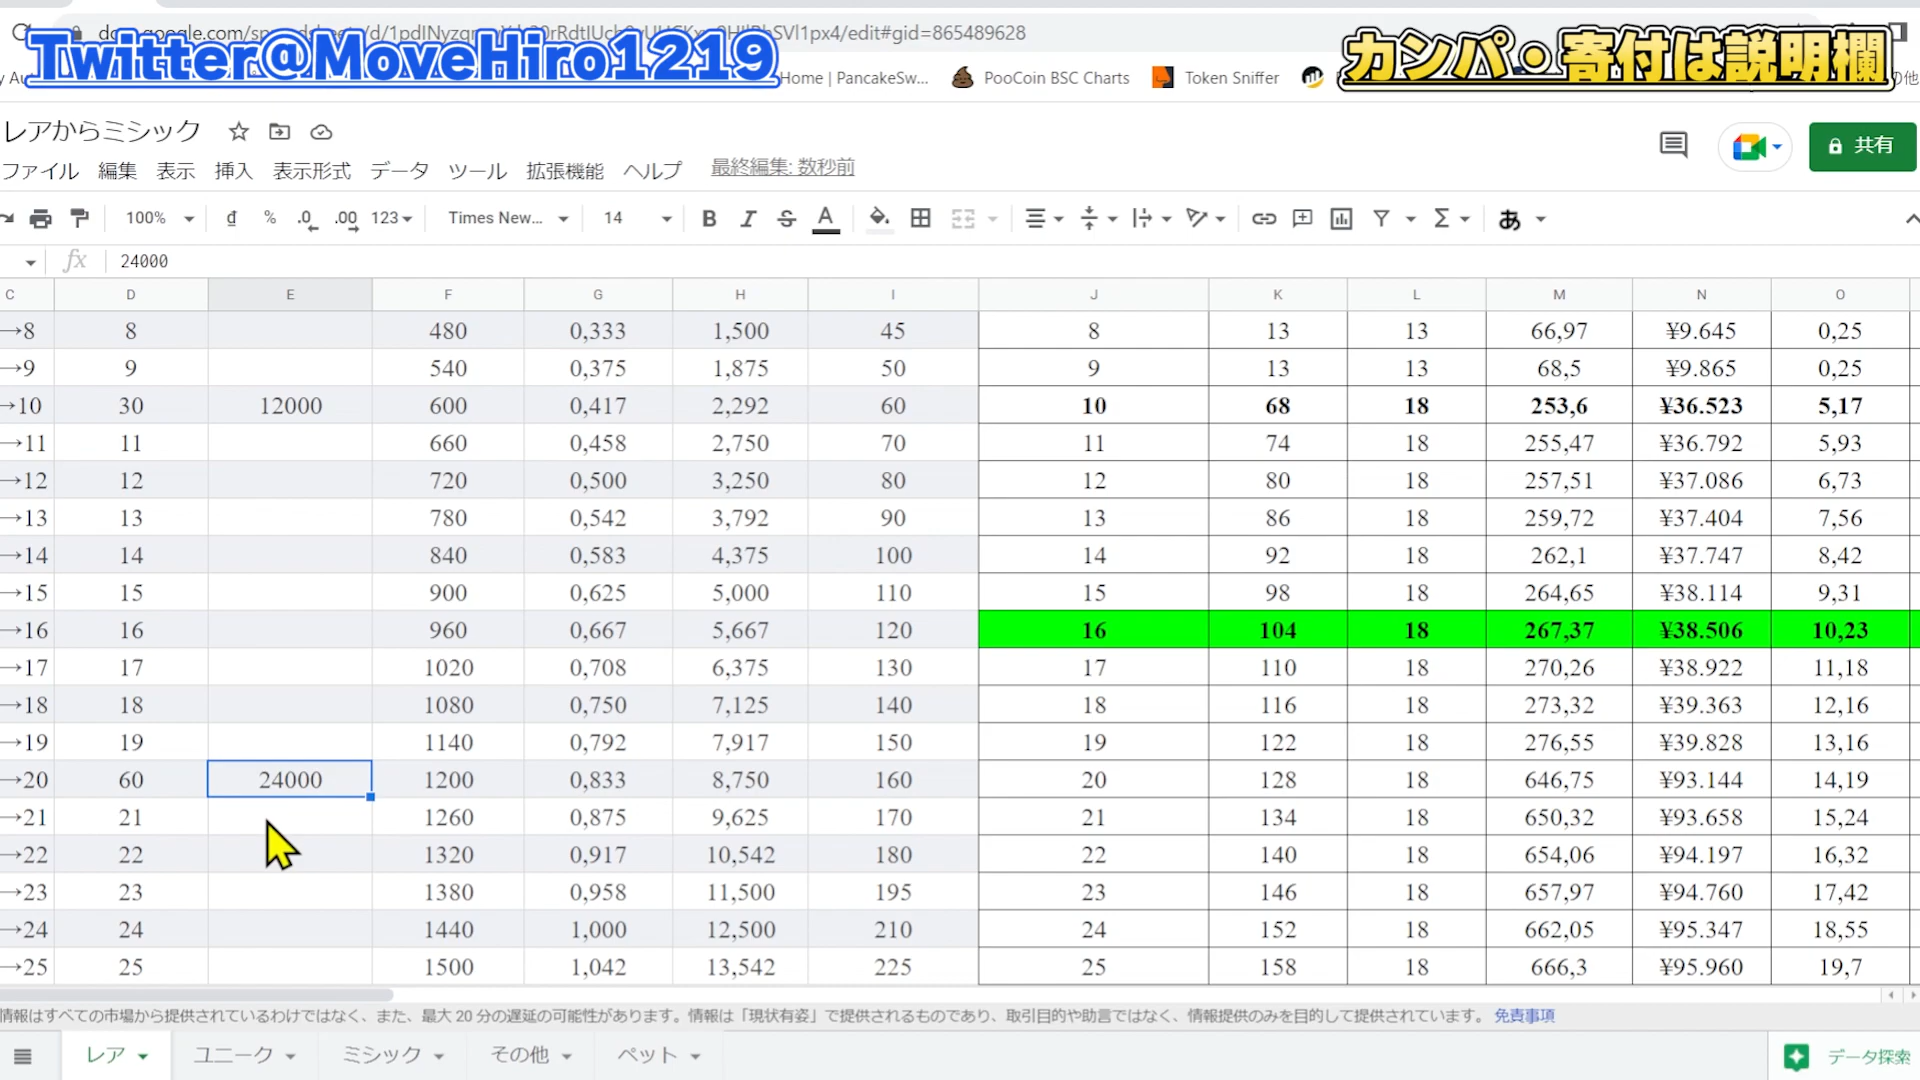 Twitter@MoveHiro1219
カンパ・寄付は説明欄
Home | PancakeSw... PooCoin BSC Charts Token Sniffer
レアからミシック
ファイル 編集 表示 挿入 表示形式 データ ツール 拡張機能 ヘルプ 最終編集: 数秒前
共有
100% % .0 .00 123 Times New... 14 B I S A あ
fx 24000
C D E F G H I J K L M N O
→8 8 480 0,333 1,500 45 8 13 13 66,97 ¥9.645 0,25
→9 9 540 0,375 1,875 50 9 13 13 68,5 ¥9.865 0,25
→10 30 12000 600 0,417 2,292 60 10 68 18 253,6 ¥36.523 5,17
→11 11 660 0,458 2,750 70 11 74 18 255,47 ¥36.792 5,93
→12 12 720 0,500 3,250 80 12 80 18 257,51 ¥37.086 6,73
→13 13 780 0,542 3,792 90 13 86 18 259,72 ¥37.404 7,56
→14 14 840 0,583 4,375 100 14 92 18 262,1 ¥37.747 8,42
→15 15 900 0,625 5,000 110 15 98 18 264,65 ¥38.114 9,31
→16 16 960 0,667 5,667 120 16 104 18 267,37 ¥38.506 10,23
→17 17 1020 0,708 6,375 130 17 110 18 270,26 ¥38.922 11,18
→18 18 1080 0,750 7,125 140 18 116 18 273,32 ¥39.363 12,16
→19 19 1140 0,792 7,917 150 19 122 18 276,55 ¥39.828 13,16
→20 60 24000 1200 0,833 8,750 160 20 128 18 646,75 ¥93.144 14,19
→21 21 1260 0,875 9,625 170 21 134 18 650,32 ¥93.658 15,24
→22 22 1320 0,917 10,542 180 22 140 18 654,06 ¥94.197 16,32
→23 23 1380 0,958 11,500 195 23 146 18 657,97 ¥94.760 17,42
→24 24 1440 1,000 12,500 210 24 152 18 662,05 ¥95.347 18,55
→25 25 1500 1,042 13,542 225 25 158 18 666,3 ¥95.960 19,7
情報はすべての市場から提供されているわけではなく、また、最大 20 分の遅延の可能性があります。情報は「現状有姿」で提供されるものであり、取引目的や助言ではなく、情報提供のみを目的として提供されています。 免責事項
レア ユニーク ミシック その他 ペット データ探索